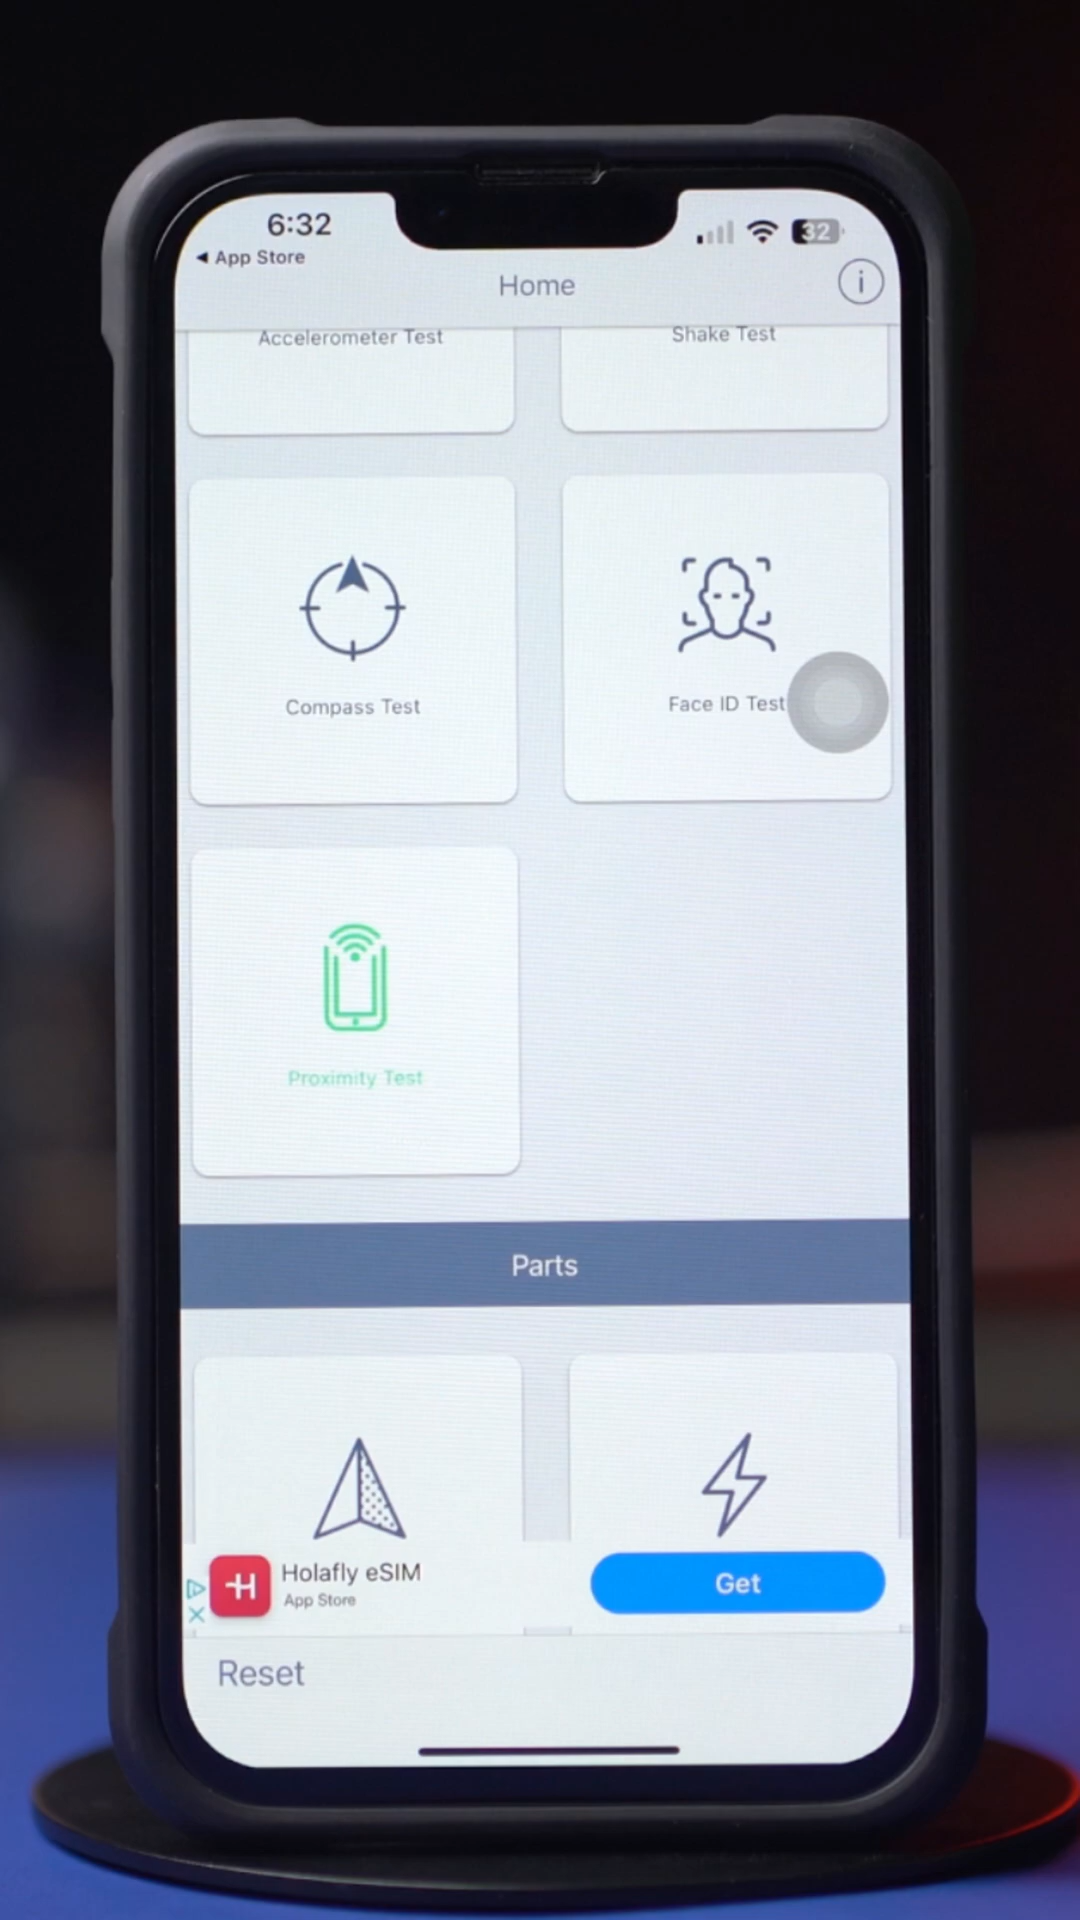 6:32
32
◀ App Store
Home
i
Accelerometer Test
Shake Test
Compass Test
Face ID Test
Proximity Test
Parts
H
Holafly eSIM
App Store
Get
Reset